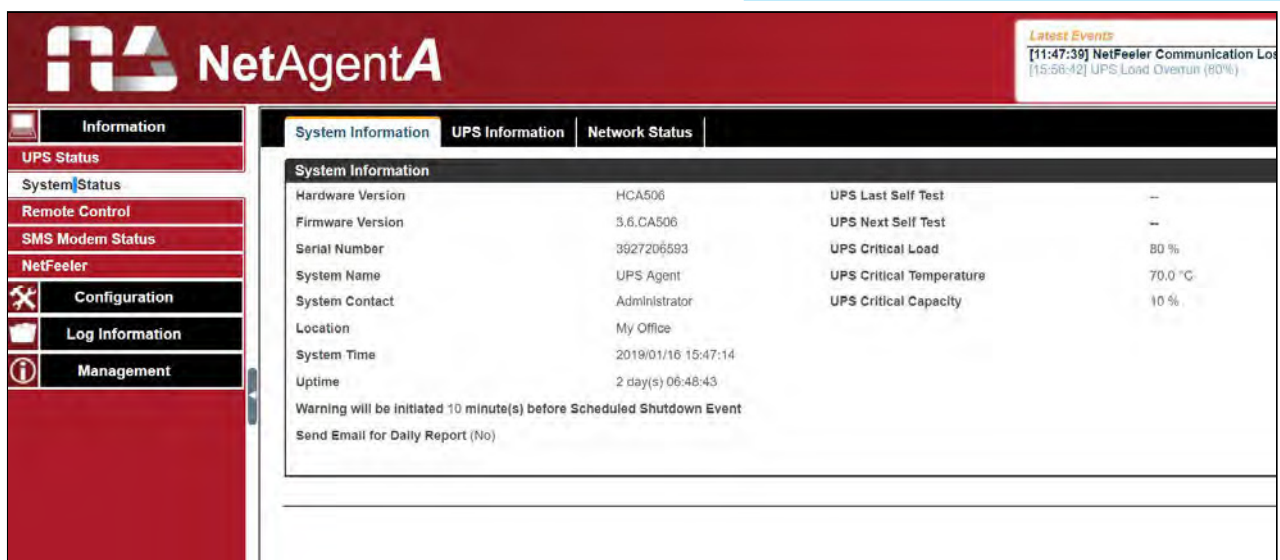 NetAgentA
Latest Events
[11:47:39] NetFeeler Communication Los
[15:56:42] UPS Load Overrun (80%)
Information
UPS Status
System Status
Remote Control
SMS Modem Status
NetFeeler
Configuration
Log Information
Management
System Information UPS Information Network Status
System Information
Hardware Version HCA506 UPS Last Self Test --
Firmware Version 3.6.CA506 UPS Next Self Test --
Serial Number 3927206593 UPS Critical Load 80 %
System Name UPS Agent UPS Critical Temperature 70.0 °C
System Contact Administrator UPS Critical Capacity 10 %
Location My Office
System Time 2019/01/16 15:47:14
Uptime 2 day(s) 06:48:43
Warning will be initiated 10 minute(s) before Scheduled Shutdown Event
Send Email for Daily Report (No)